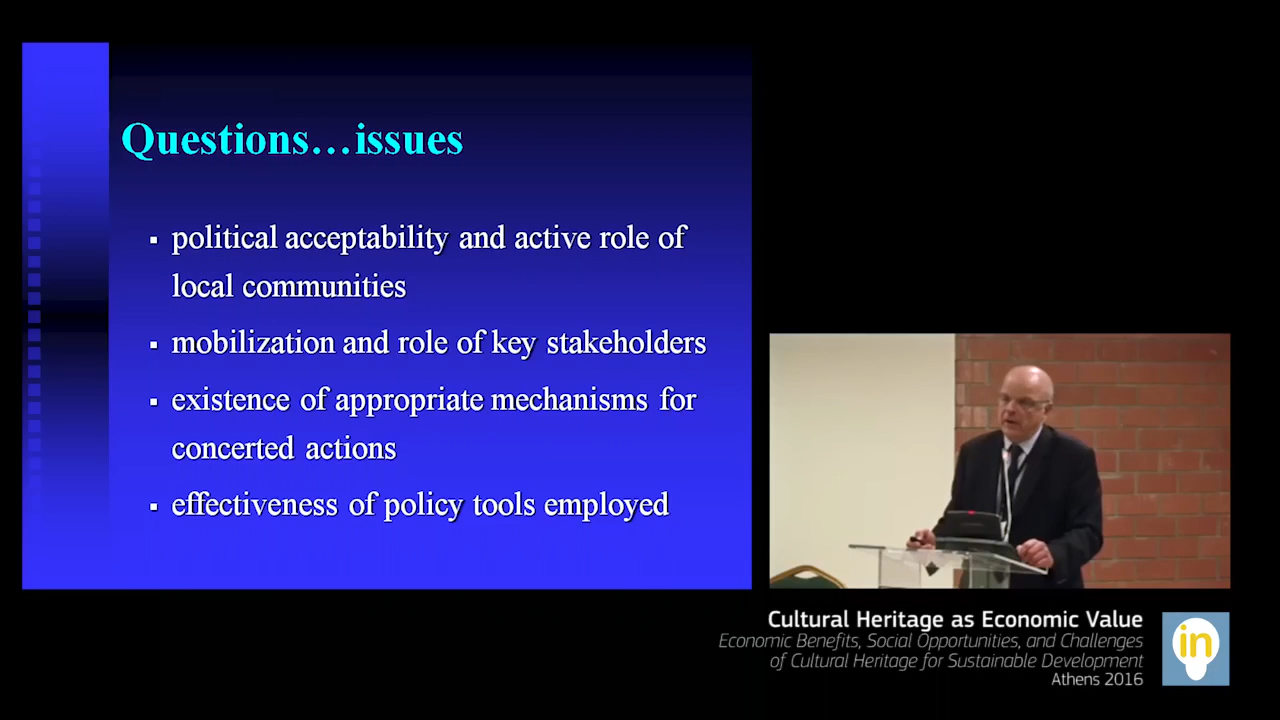 Questions…issues
▪ political acceptability and active role of
local communities
▪ mobilization and role of key stakeholders
▪ existence of appropriate mechanisms for
concerted actions
▪ effectiveness of policy tools employed
Cultural Heritage as Economic Value
Economic Benefits, Social Opportunities, and Challenges
of Cultural Heritage for Sustainable Development
Athens 2016
in